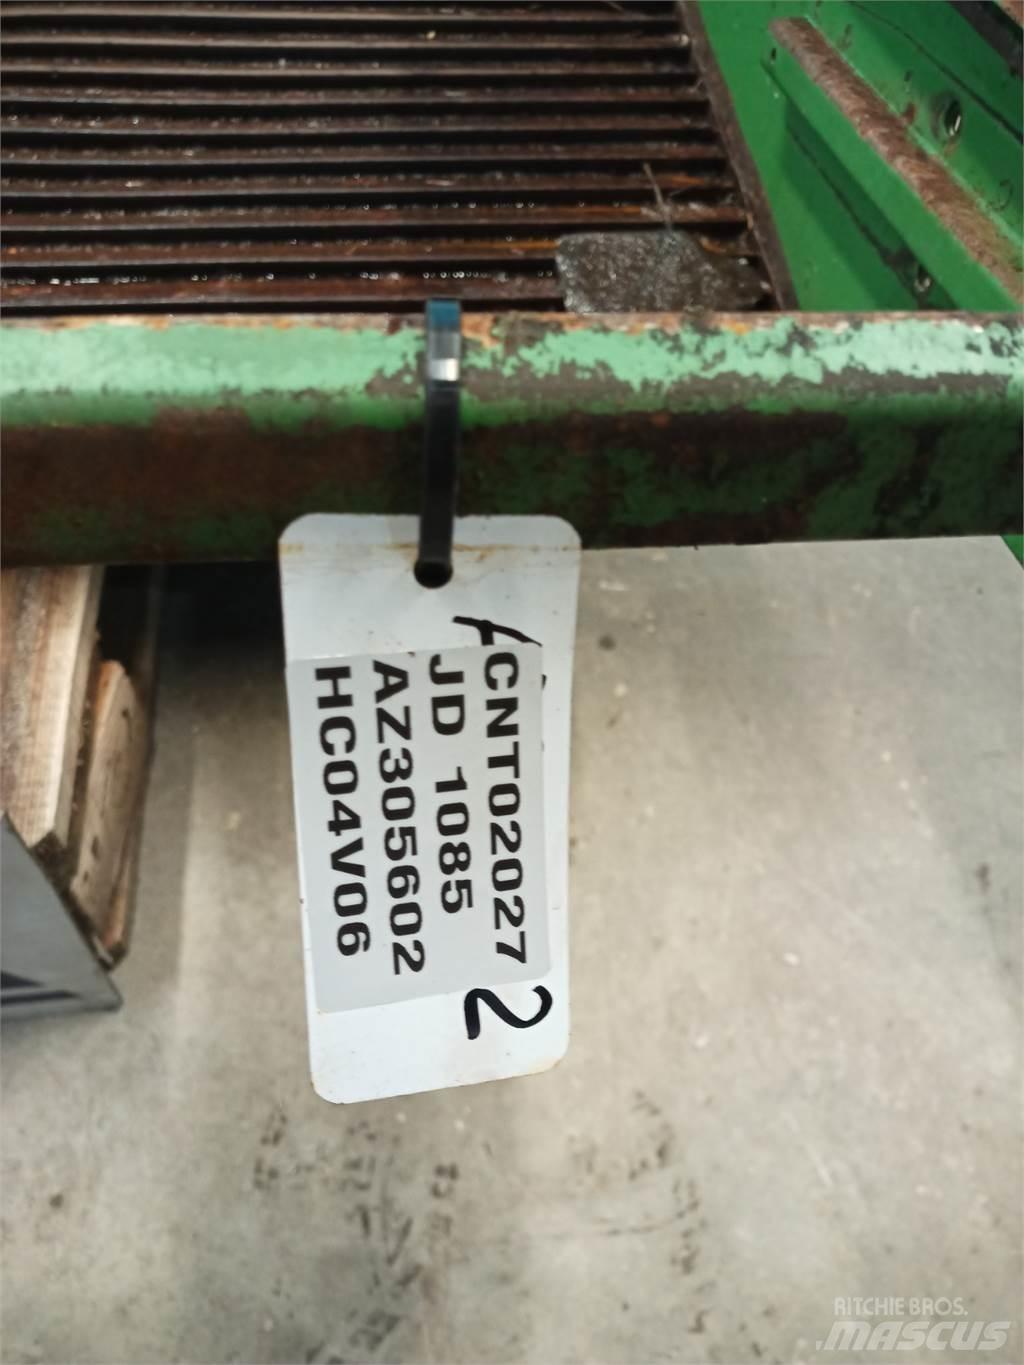 CNT02027
JD 1085
AZ305602
HC04V06
2
RITCHIE BROS.
MASCUS